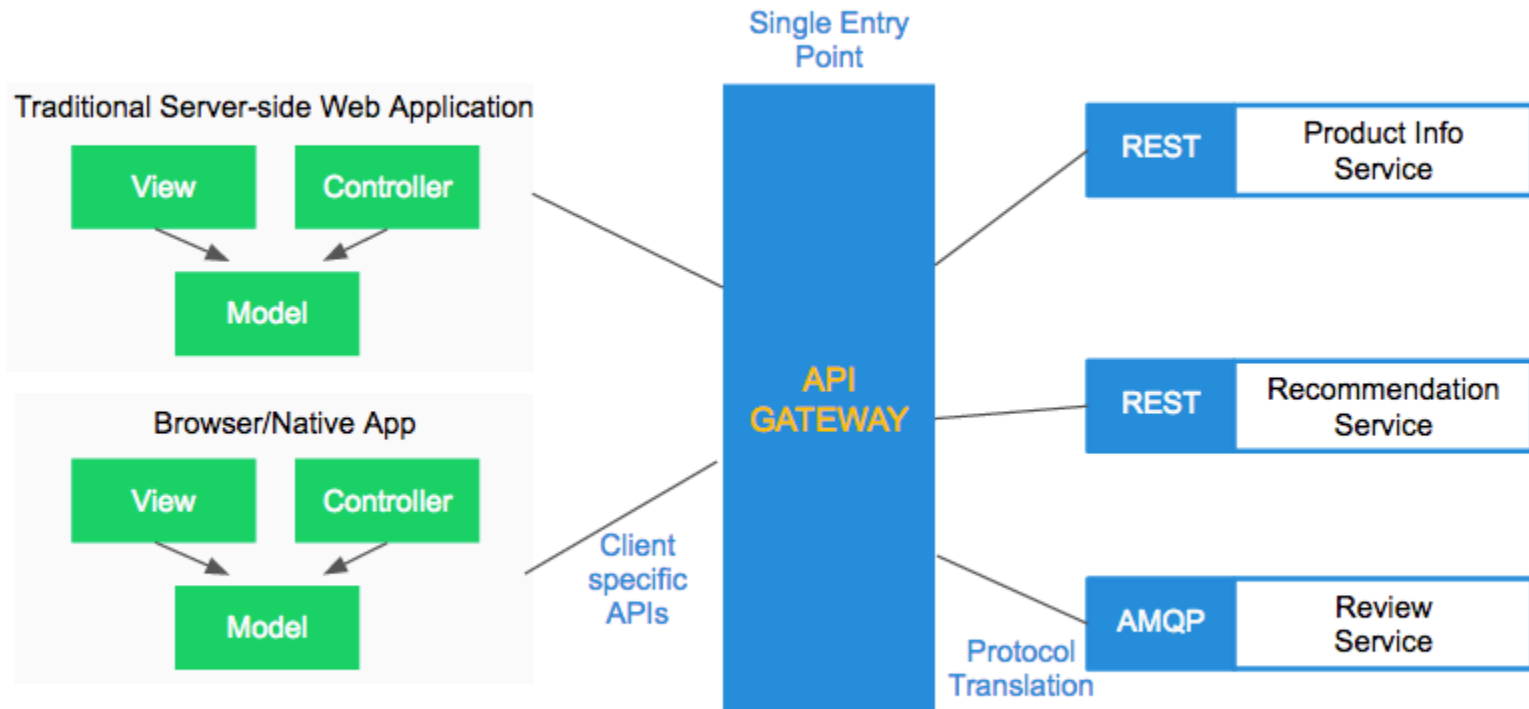 Single Entry
Point
Traditional Server-side Web Application
View
Controller
Model
Browser/Native App
View
Controller
Model
Client
specific
APIs
API
GATEWAY
Protocol
Translation
REST
Product Info
Service
REST
Recommendation
Service
AMQP
Review
Service